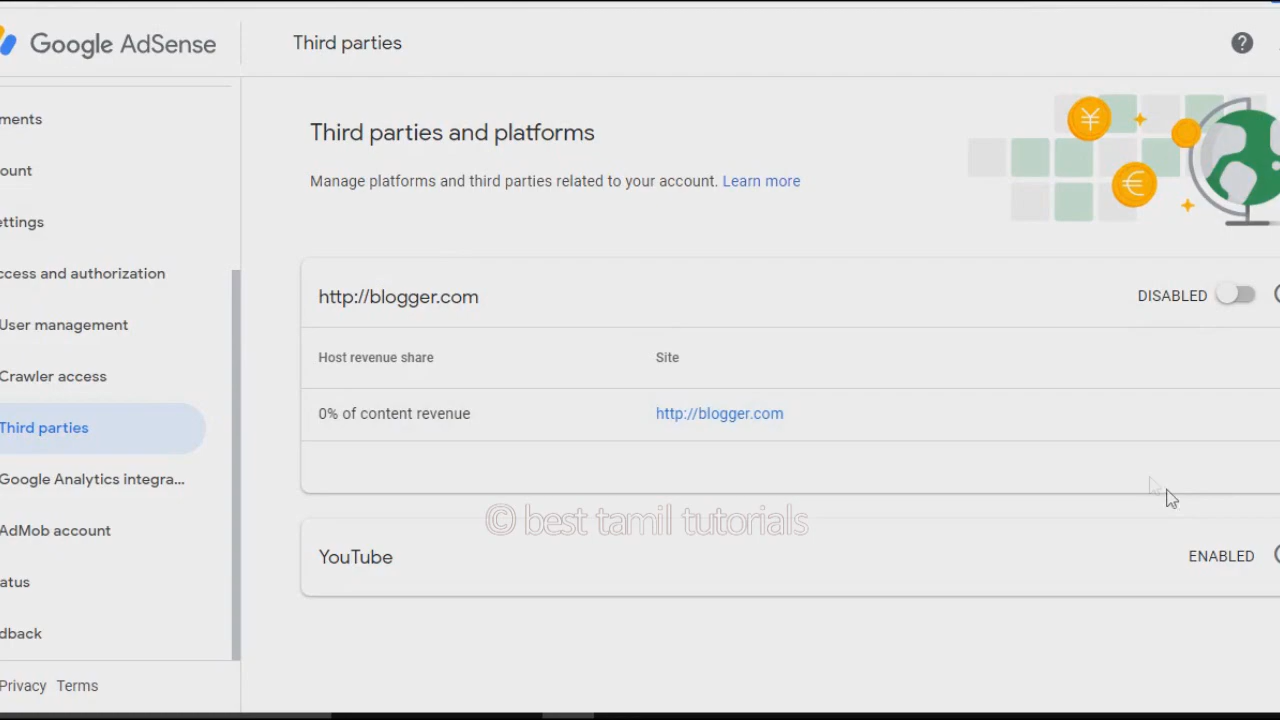 Google AdSense
Third parties
ments
Third parties and platforms
ount
Manage platforms and third parties related to your account. Learn more
ettings
ccess and authorization
http://blogger.com
DISABLED
User management
Host revenue share
Site
Crawler access
0% of content revenue
http://blogger.com
Third parties
Google Analytics integra...
© best tamil tutorials
AdMob account
YouTube
ENABLED
atus
dback
Privacy Terms